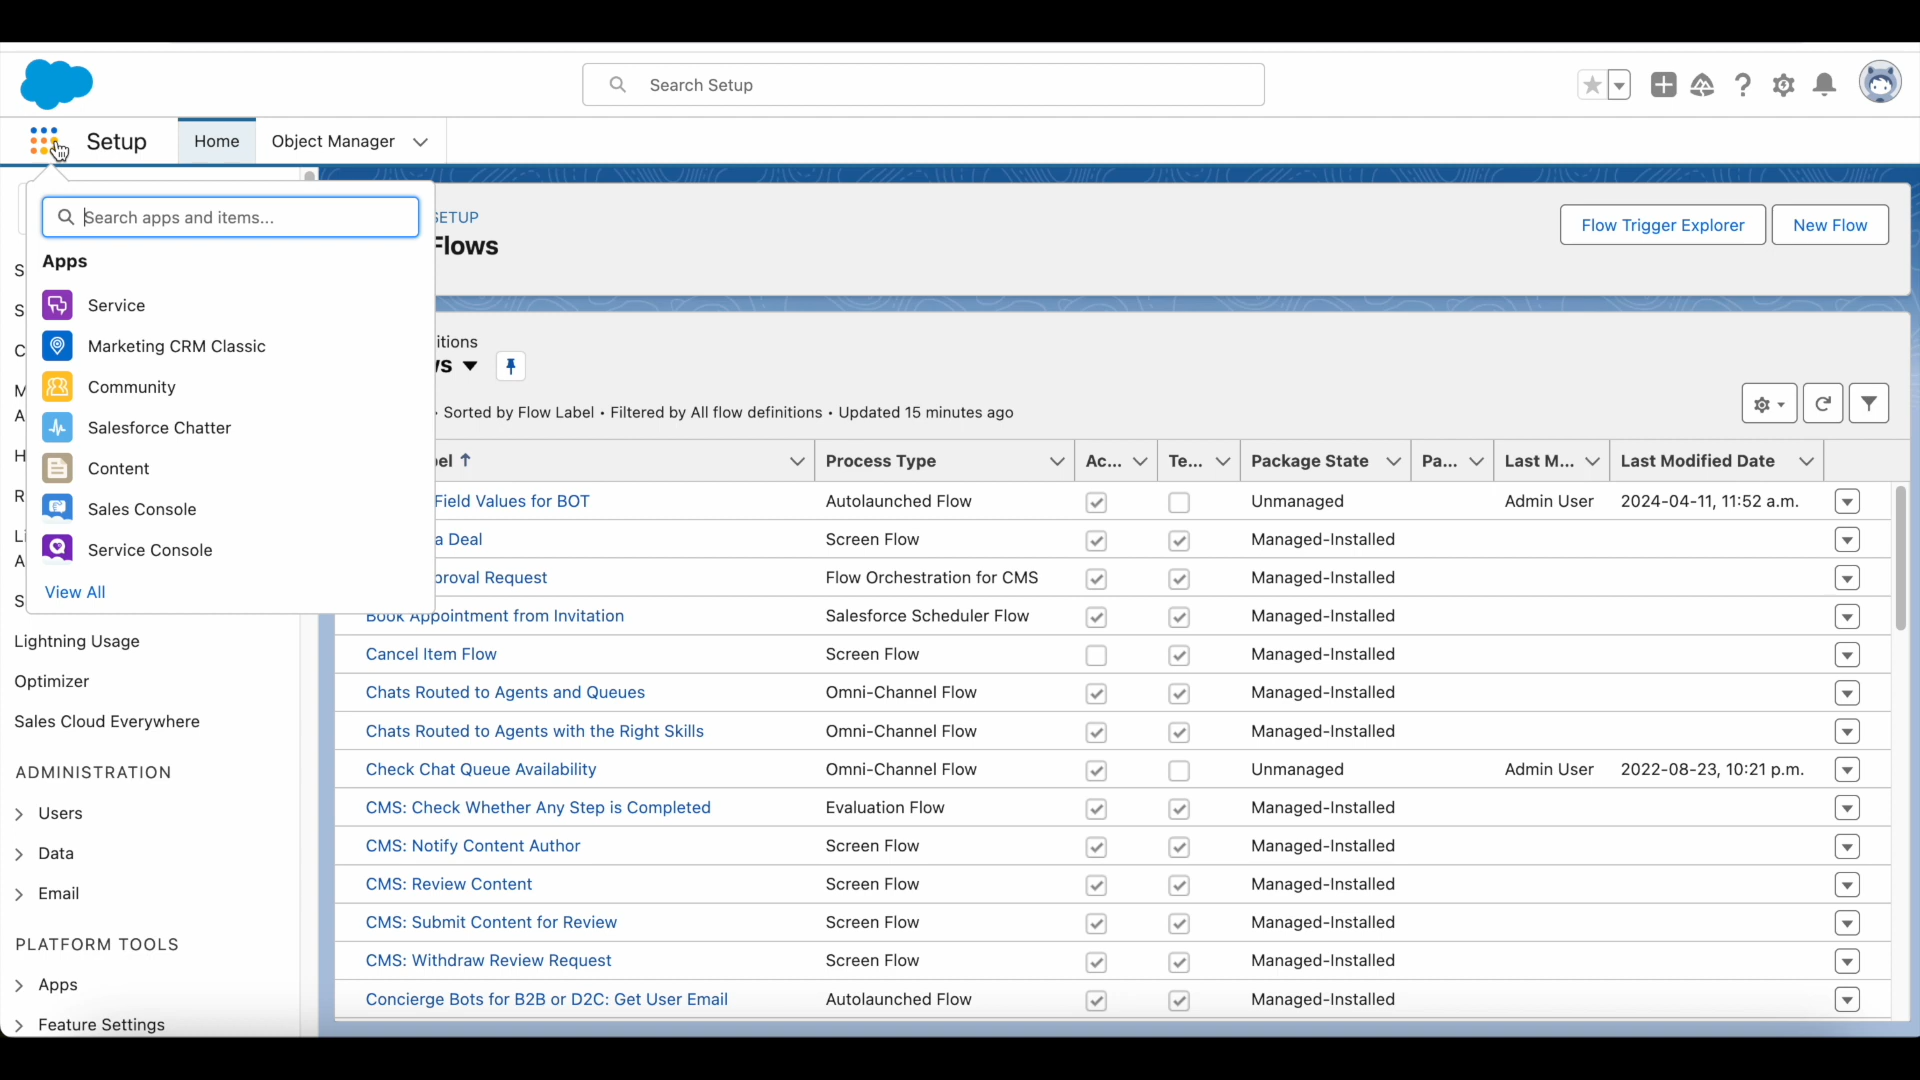 Search Setup
Setup
Home
Object Manager
Search apps and items...
Apps
Service
Marketing CRM Classic
Community
Salesforce Chatter
Content
Sales Console
Service Console
View All
S
S
C
M
A
H
R
Li
A
S
Lightning Usage
Optimizer
Sales Cloud Everywhere
ADMINISTRATION
Users
Data
Email
PLATFORM TOOLS
Apps
Feature Settings
SETUP
Flows
Flow Trigger Explorer
New Flow
itions
vs
• Sorted by Flow Label • Filtered by All flow definitions • Updated 15 minutes ago
el ↑ Process Type Ac... Te... Package State Pa... Last M... Last Modified Date
Field Values for BOT Autolaunched Flow Unmanaged Admin User 2024-04-11, 11:52 a.m.
a Deal Screen Flow Managed-Installed
proval Request Flow Orchestration for CMS Managed-Installed
Book Appointment from Invitation Salesforce Scheduler Flow Managed-Installed
Cancel Item Flow Screen Flow Managed-Installed
Chats Routed to Agents and Queues Omni-Channel Flow Managed-Installed
Chats Routed to Agents with the Right Skills Omni-Channel Flow Managed-Installed
Check Chat Queue Availability Omni-Channel Flow Unmanaged Admin User 2022-08-23, 10:21 p.m.
CMS: Check Whether Any Step is Completed Evaluation Flow Managed-Installed
CMS: Notify Content Author Screen Flow Managed-Installed
CMS: Review Content Screen Flow Managed-Installed
CMS: Submit Content for Review Screen Flow Managed-Installed
CMS: Withdraw Review Request Screen Flow Managed-Installed
Concierge Bots for B2B or D2C: Get User Email Autolaunched Flow Managed-Installed